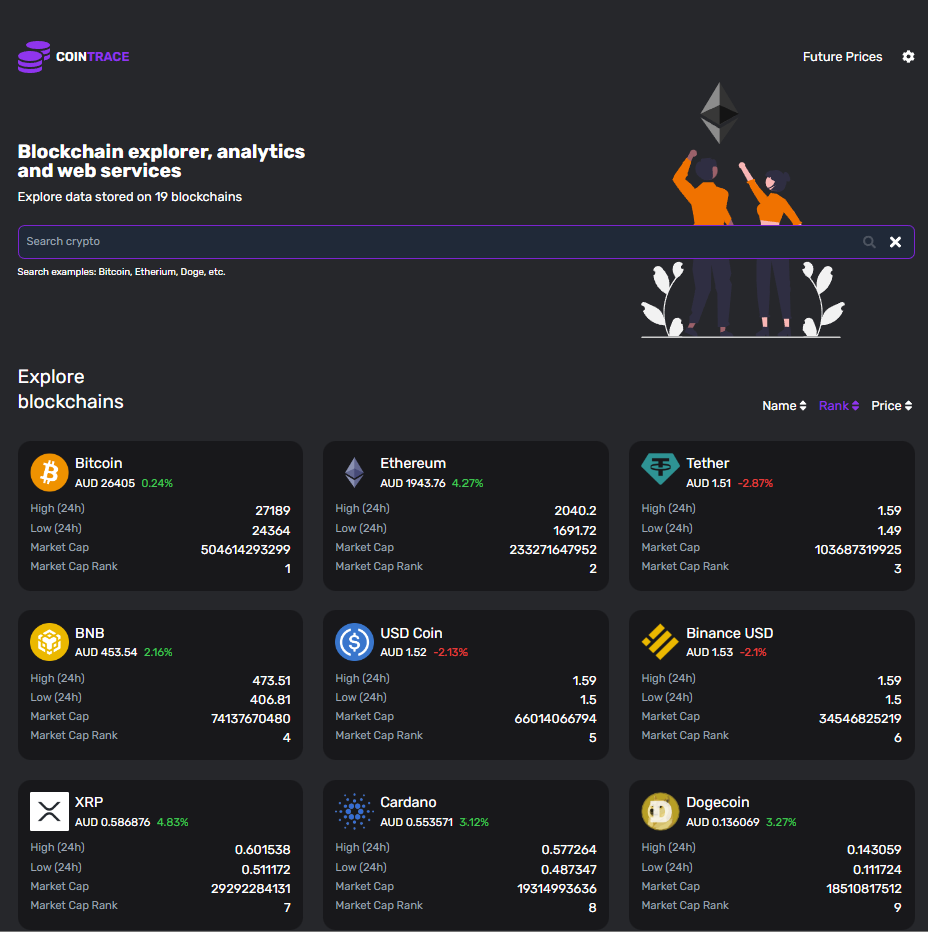 COINTRACE
Future Prices
Blockchain explorer, analytics
and web services
Explore data stored on 19 blockchains
Search crypto
Search examples: Bitcoin, Etherium, Doge, etc.
Explore
blockchains
Name Rank Price
Bitcoin
AUD 26405 0.24%
High (24h) 27189
Low (24h) 24364
Market Cap 504614293299
Market Cap Rank 1
Ethereum
AUD 1943.76 4.27%
High (24h) 2040.2
Low (24h) 1691.72
Market Cap 233271647952
Market Cap Rank 2
Tether
AUD 1.51 -2.87%
High (24h) 1.59
Low (24h) 1.49
Market Cap 103687319925
Market Cap Rank 3
BNB
AUD 453.54 2.16%
High (24h) 473.51
Low (24h) 406.81
Market Cap 74137670480
Market Cap Rank 4
USD Coin
AUD 1.52 -2.13%
High (24h) 1.59
Low (24h) 1.5
Market Cap 66014066794
Market Cap Rank 5
Binance USD
AUD 1.53 -2.1%
High (24h) 1.59
Low (24h) 1.5
Market Cap 34546825219
Market Cap Rank 6
XRP
AUD 0.586876 4.83%
High (24h) 0.601538
Low (24h) 0.511172
Market Cap 29292284131
Market Cap Rank 7
Cardano
AUD 0.553571 3.12%
High (24h) 0.577264
Low (24h) 0.487347
Market Cap 19314993636
Market Cap Rank 8
Dogecoin
AUD 0.136069 3.27%
High (24h) 0.143059
Low (24h) 0.111724
Market Cap 18510817512
Market Cap Rank 9